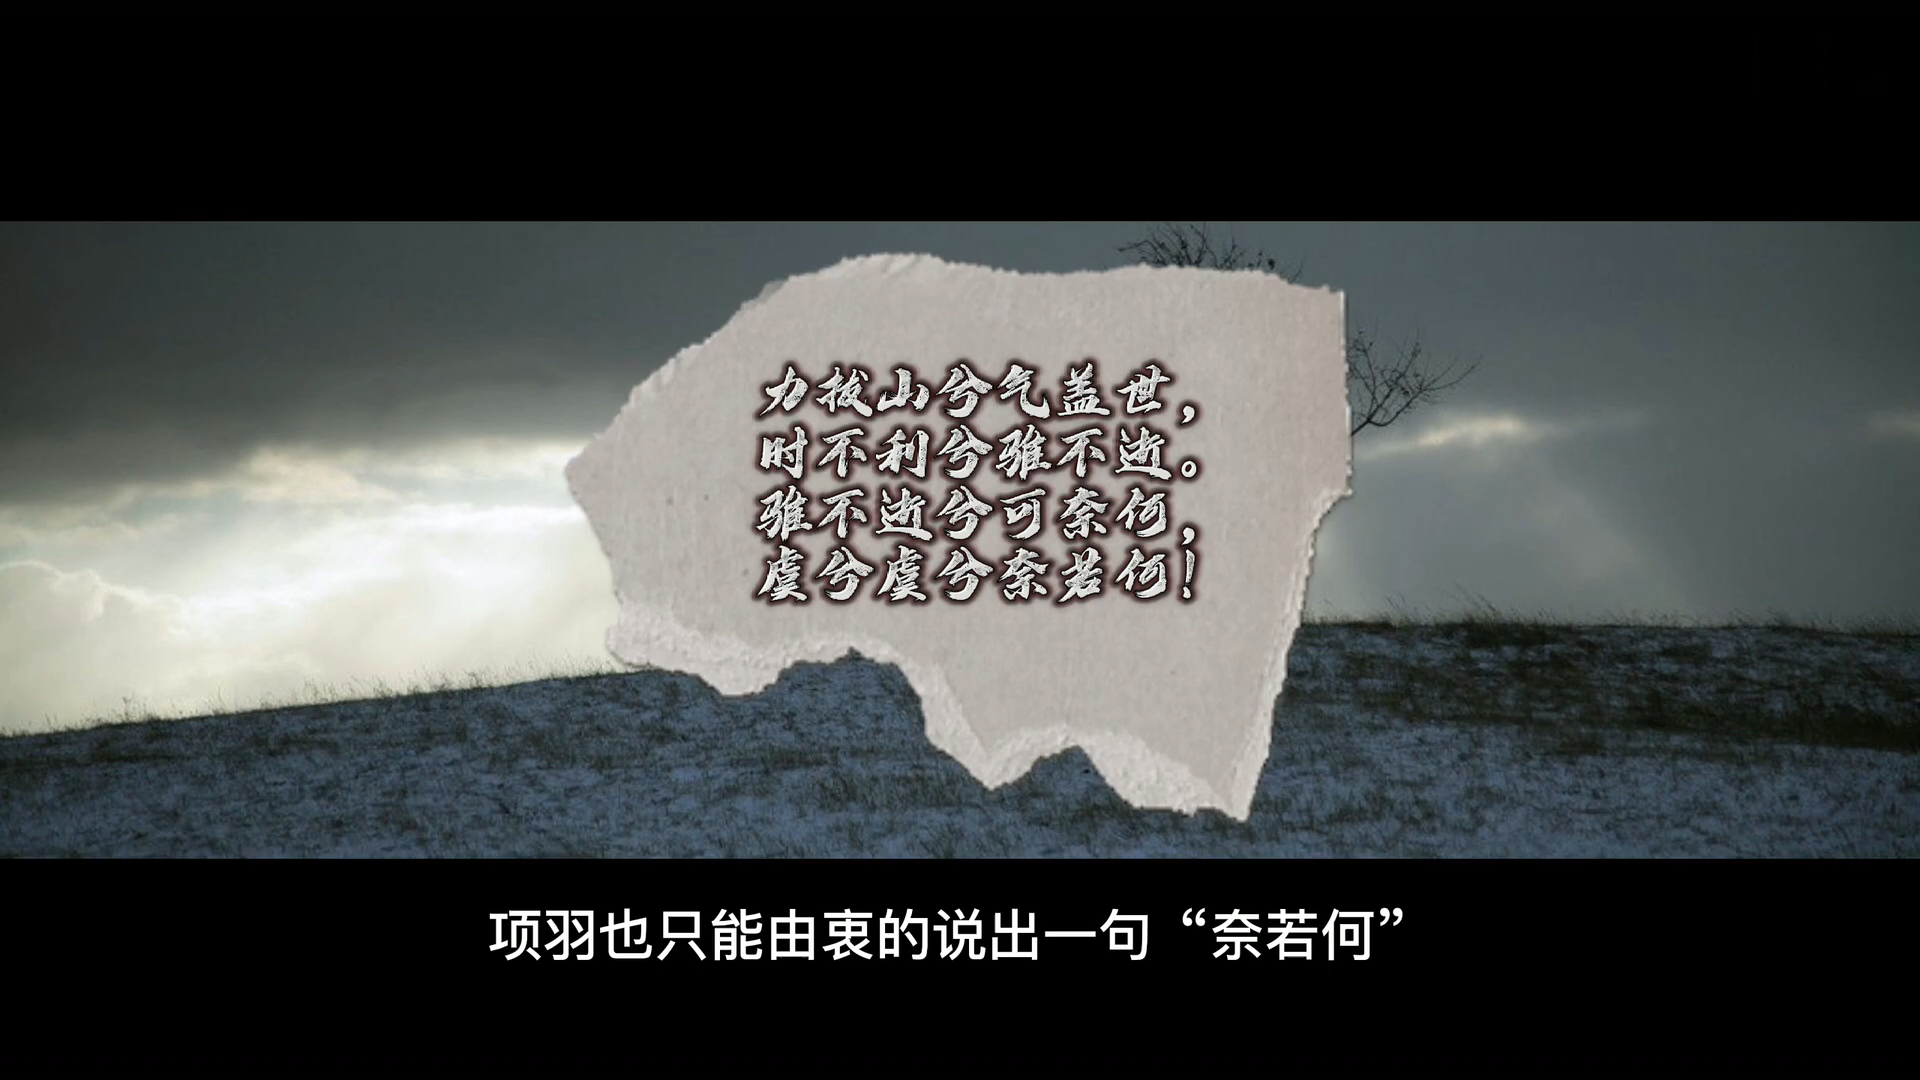 力拔山兮气盖世，
时不利兮骓不逝。
骓不逝兮可奈何，
虞兮虞兮奈若何！
项羽也只能由衷的说出一句“奈若何”